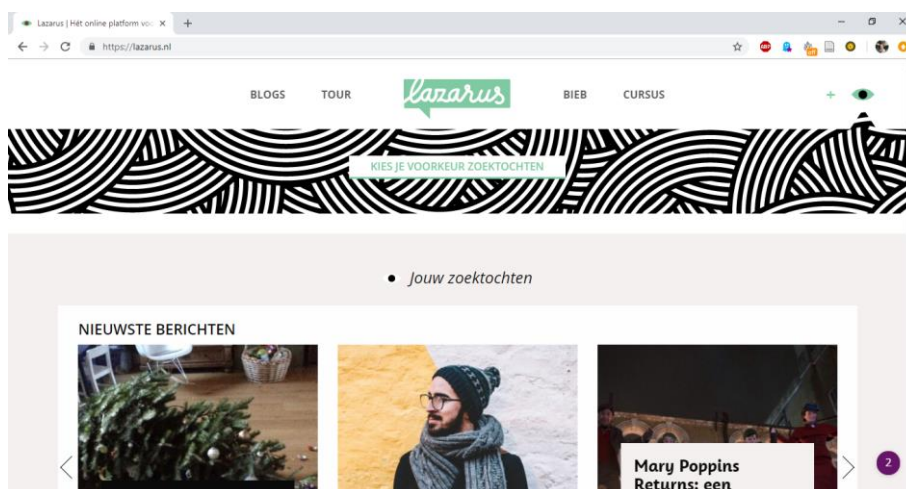 Lazarus | Hét online platform voo
https://lazarus.nl
BLOGS TOUR lazarus BIEB CURSUS
KIES JE VOORKEUR ZOEKTOCHTEN
Jouw zoektochten
NIEUWSTE BERICHTEN
Mary Poppins
Returns: een
2